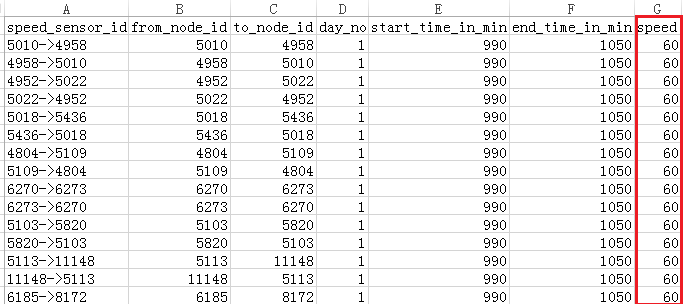 A B C D E F G
speed_sensor_id from_node_id to_node_id day_no start_time_in_min end_time_in_min speed
5010->4958 5010 4958 1 990 1050 60
4958->5010 4958 5010 1 990 1050 60
4952->5022 4952 5022 1 990 1050 60
5022->4952 5022 4952 1 990 1050 60
5018->5436 5018 5436 1 990 1050 60
5436->5018 5436 5018 1 990 1050 60
4804->5109 4804 5109 1 990 1050 60
5109->4804 5109 4804 1 990 1050 60
6270->6273 6270 6273 1 990 1050 60
6273->6270 6273 6270 1 990 1050 60
5103->5820 5103 5820 1 990 1050 60
5820->5103 5820 5103 1 990 1050 60
5113->11148 5113 11148 1 990 1050 60
11148->5113 11148 5113 1 990 1050 60
6185->8172 6185 8172 1 990 1050 60